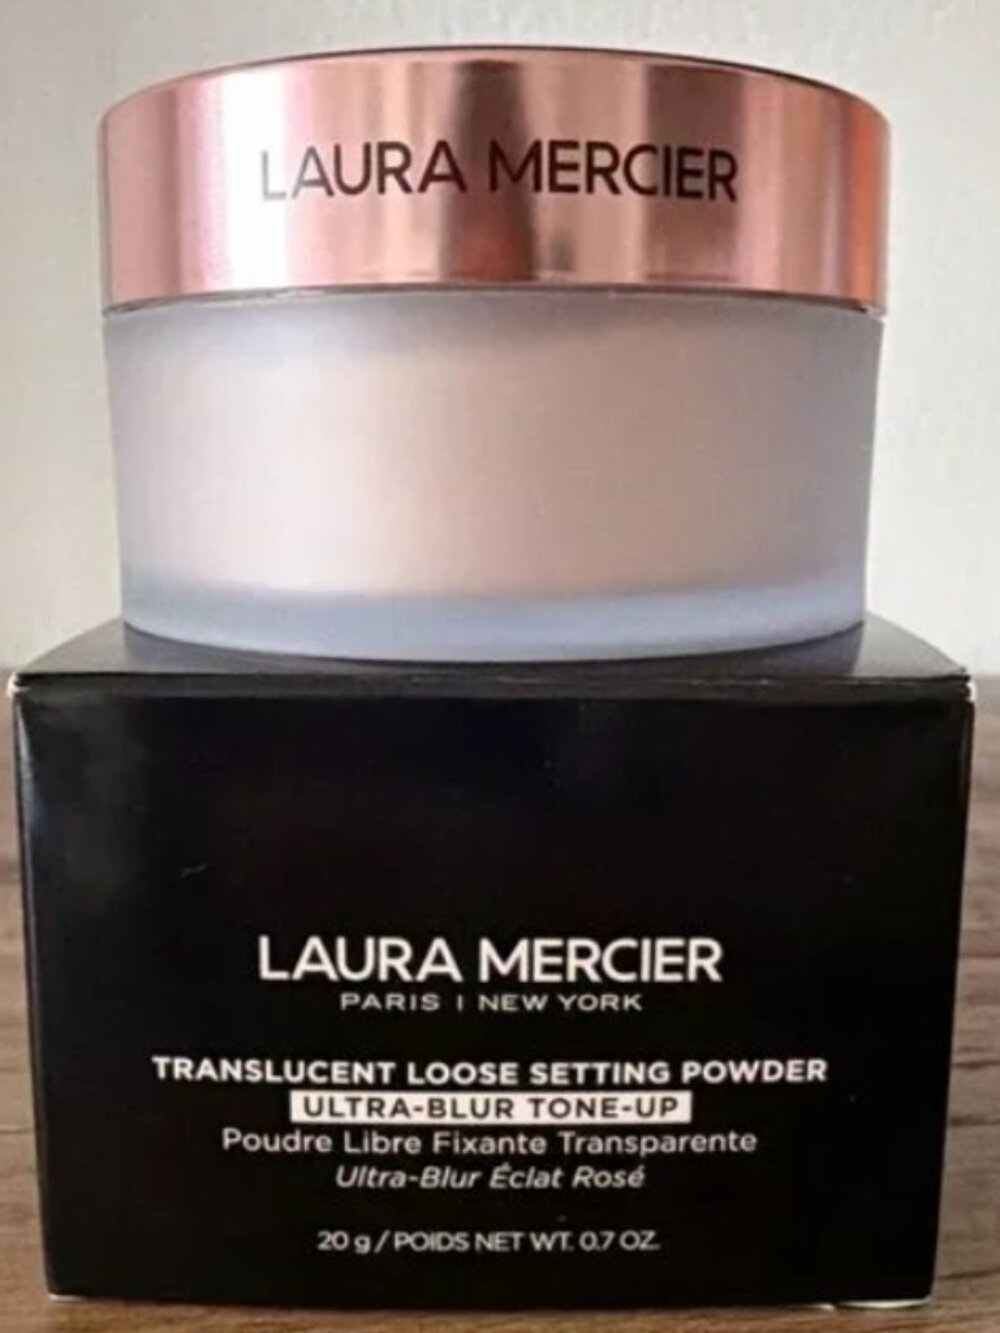 LAURA MERCIER
LAURA MERCIER
PARIS | NEW YORK
TRANSLUCENT LOOSE SETTING POWDER
ULTRA-BLUR TONE-UP
Poudre Libre Fixante Transparente
Ultra-Blur Éclat Rosé
20 g / POIDS NET WT. 0.7 OZ.